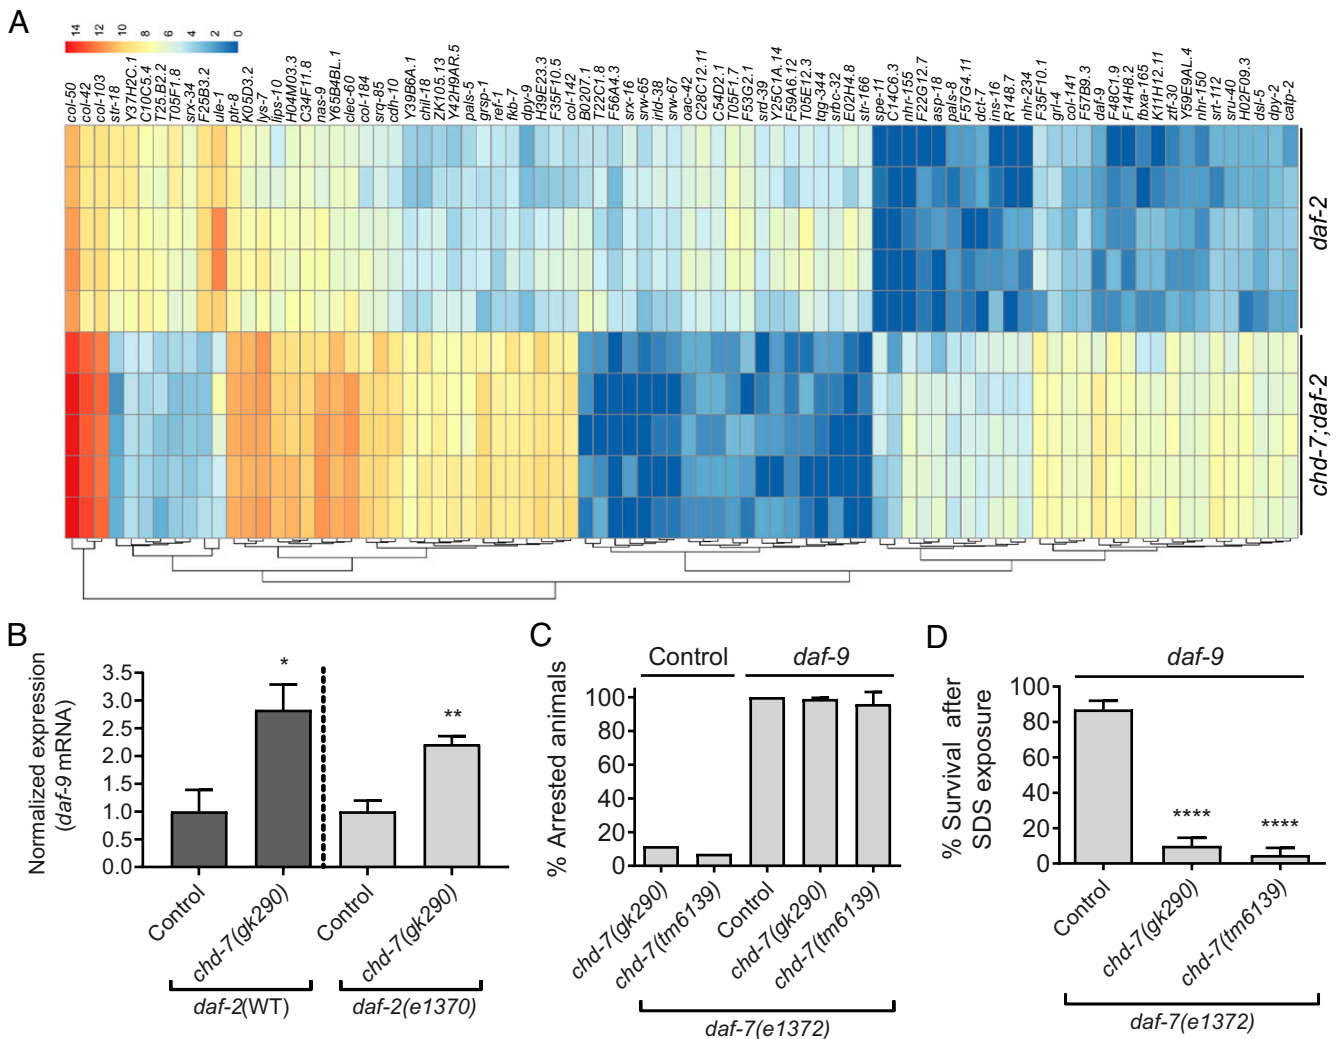 A
14 12 10 8 6 4 2 0
col-50 col-42 col-103 str-18 Y37H2C.1 C10C5.4 T25.B2.2 T05F1.8 srx-34 F25B3.2 ule-1 ptr-8 K05D3.2 lys-7 lips-10 H04M03.3 C34F11.8 nas-9 Y65B4BL.1 clec-60 col-184 srq-85 cdh-10 Y39B6A.1 chil-18 ZK105.13 Y42H9AR.5 pals-5 grsp-1 ref-1 fkb-7 dpy-9 H39E23.3 F35F10.5 col-142 B0207.1 T22C1.8 F56A4.3 srx-16 srw-65 irld-38 srw-67 oac-42 C28C12.11 C54D2.1 T05F1.7 F53G2.1 srd-39 Y25C1A.14 F59A6.12 T05E12.3 tgg-344 srbc-32 E02H4.8 str-166 spe-11 C14C6.3 nhr-155 F22G12.7 asp-18 pals-8 F57G4.11 dct-7 ins-16 R148.7 nhr-234 F35F10.1 grl-4 col-141 F57B9.3 daf-9 F48C1.9 F14H8.2 fbxa-165 K11H12.11 ztf-30 Y59E9AL.4 nhr-150 srt-112 sru-40 H02F09.3 dsl-5 dpy-2 catp-2
daf-2
chd-7;daf-2
B
Normalized expression
(daf-9 mRNA)
3.5
3.0
2.5
2.0
1.5
1.0
0.5
0.0
*
**
Control
chd-7(gk290)
Control
chd-7(gk290)
daf-2(WT)
daf-2(e1370)
C
Control
daf-9
% Arrested animals
100
80
60
40
20
0
chd-7(gk290)
chd-7(tm6139)
Control
chd-7(gk290)
chd-7(tm6139)
daf-7(e1372)
D
daf-9
% Survival after
SDS exposure
100
80
60
40
20
0
****
****
Control
chd-7(gk290)
chd-7(tm6139)
daf-7(e1372)